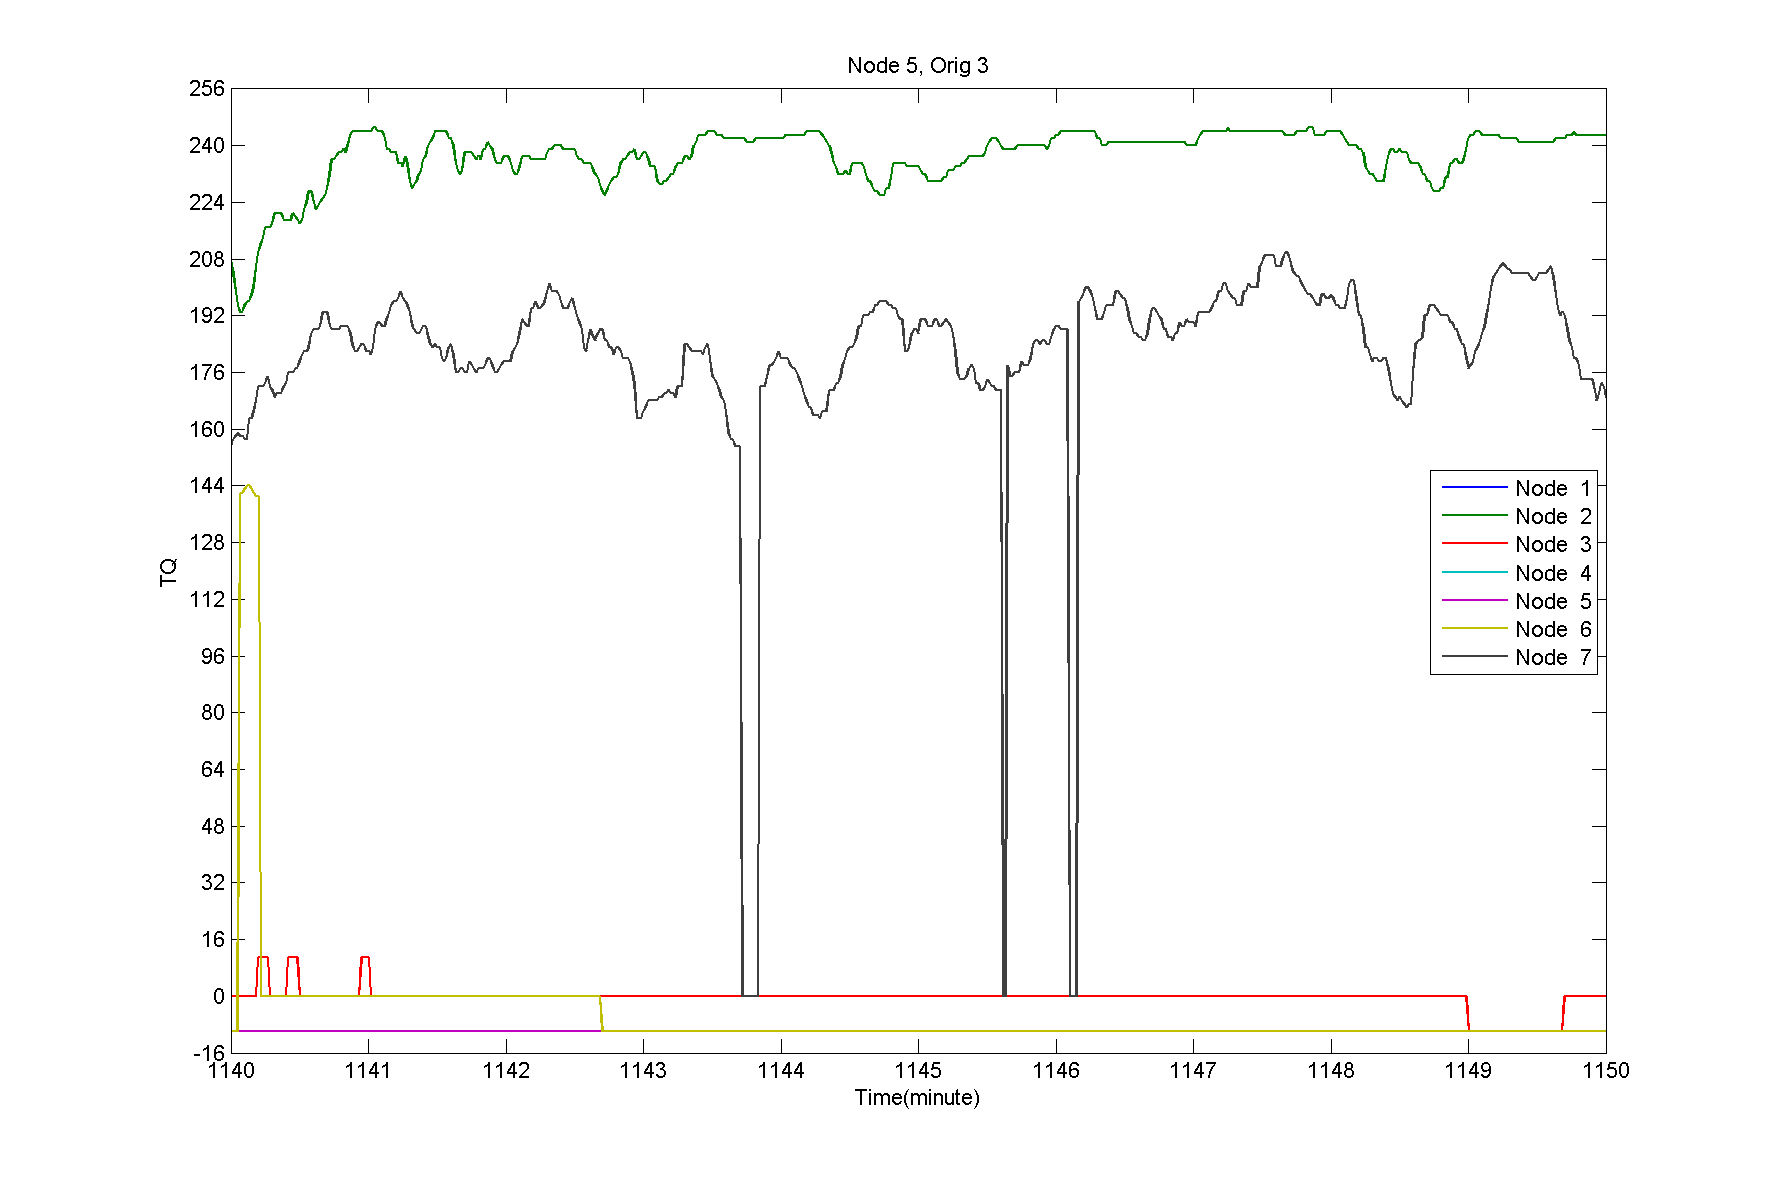 Node 5, Orig 3
256
240
224
208
192
176
160
144
128
112
96
80
64
48
32
16
0
-16
TQ
Node 1
Node 2
Node 3
Node 4
Node 5
Node 6
Node 7
1140 1141 1142 1143 1144 1145 1146 1147 1148 1149 1150
Time(minute)